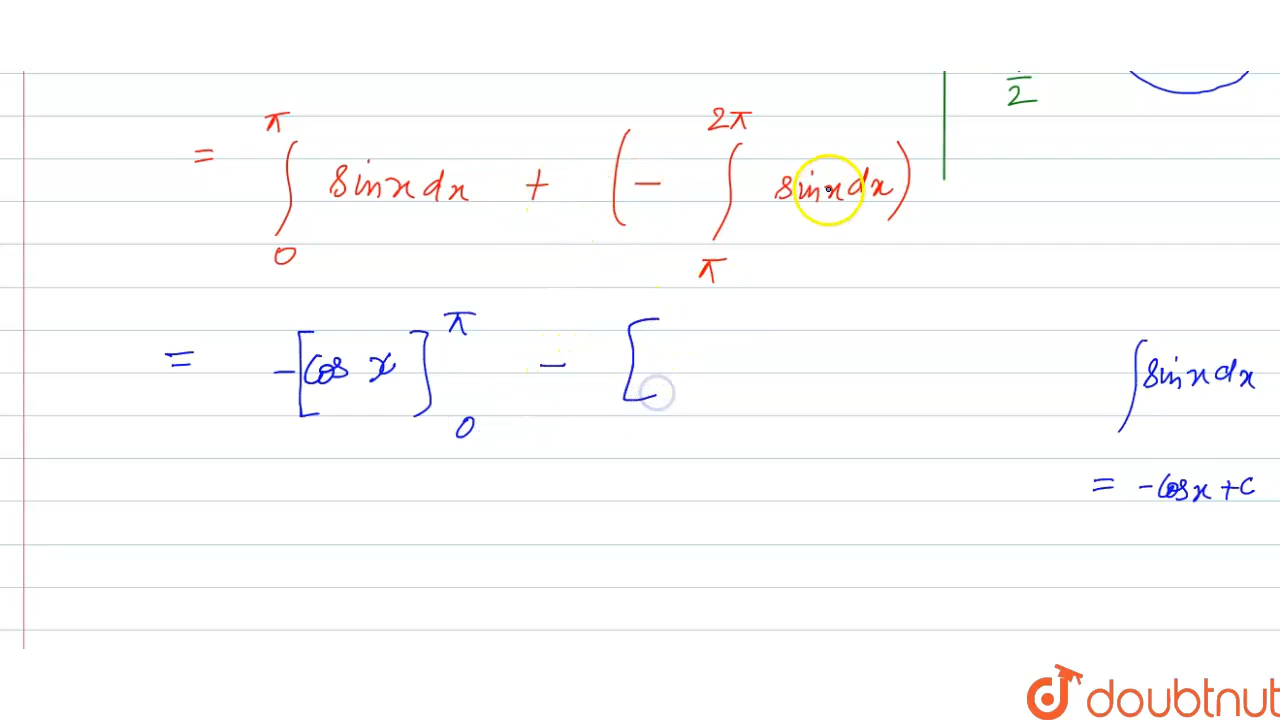 2
= ∫₀^π sinx dx + (- ∫_π^2π sinx dx)
= -[cos x]₀^π - [
∫sinx dx
= -cosx + c
doubtnut